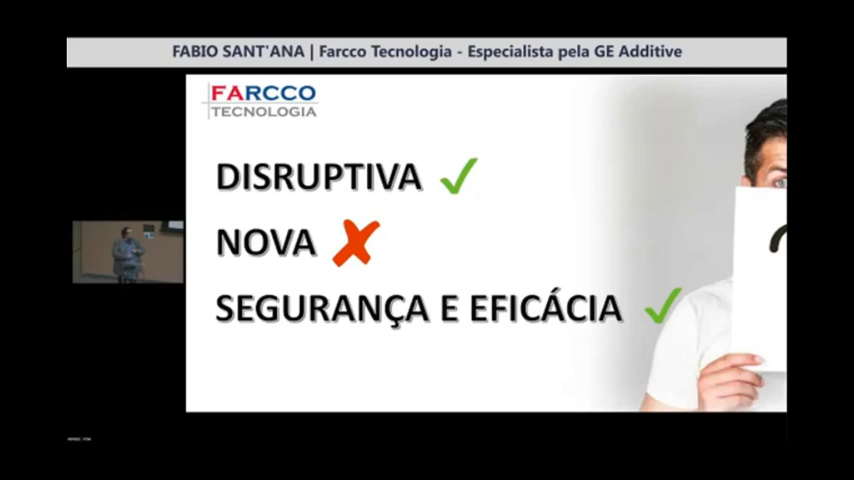 FABIO SANT'ANA | Farcco Tecnologia - Especialista pela GE Additive
FARCCO
TECNOLOGIA
DISRUPTIVA
NOVA
SEGURANÇA E EFICÁCIA